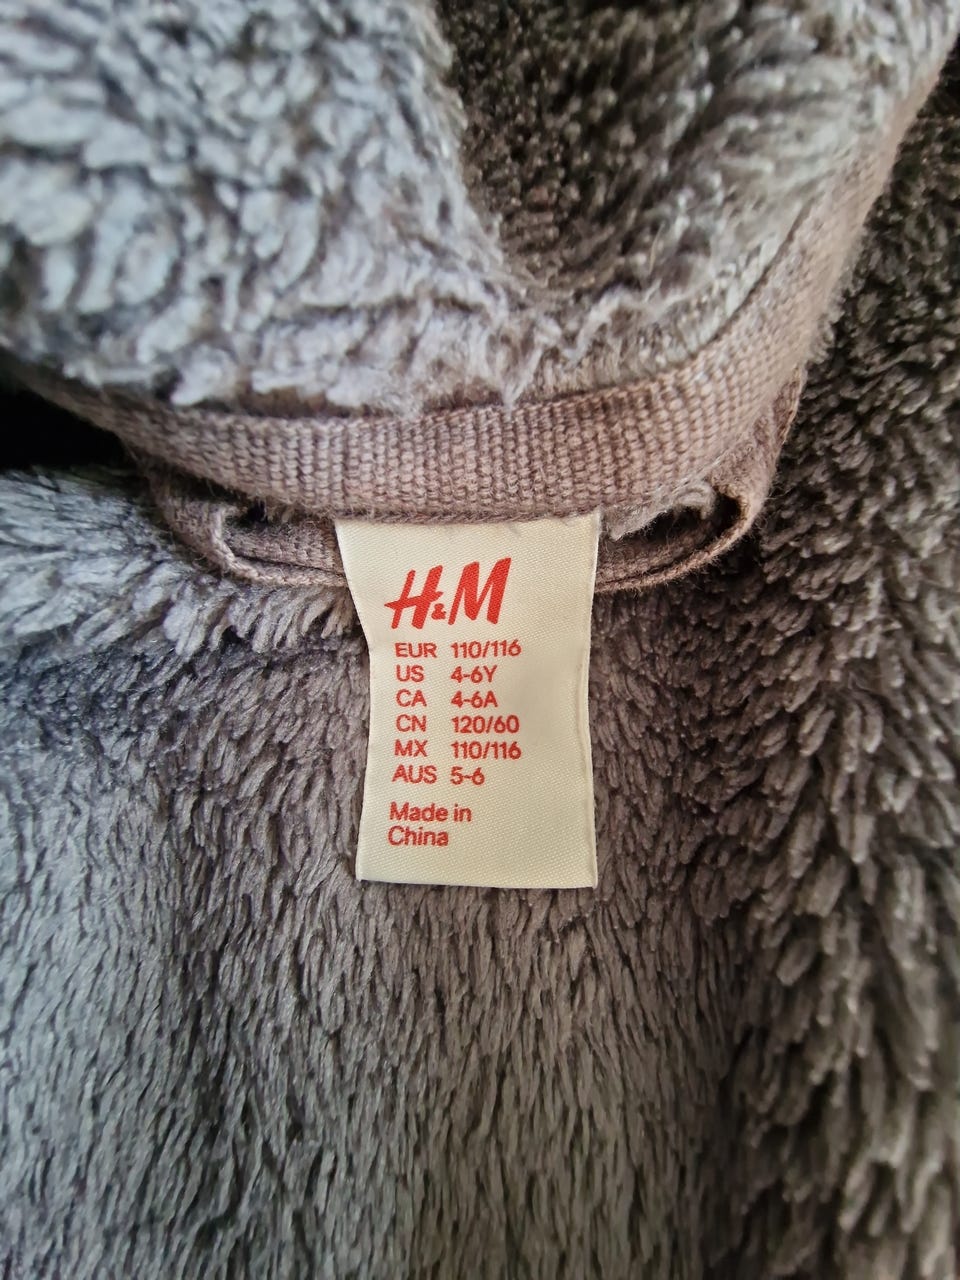 H&M
EUR 110/116
US 4-6Y
CA 4-6A
CN 120/60
MX 110/116
AUS 5-6
Made in
China